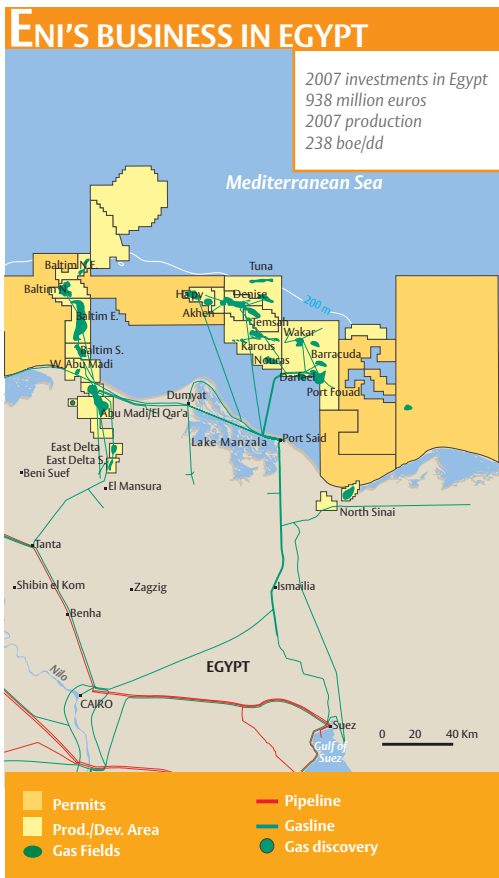 ENI'S BUSINESS IN EGYPT
2007 investments in Egypt
938 million euros
2007 production
238 boe/dd
Mediterranean Sea
Baltim N.E.
Tuna
Baltim N.
Ha'py
Denise
200 m
Akhen
Baltim E.
Temsah
Wakar
Karous
Baltim S.
Barracuda
Nouras
W. Abu Madi
Darfeel
Port Fouad
Dumyat
Abu Madi/El Qar'a
Lake Manzala
Port Said
East Delta
East Delta S.
Beni Suef
El Mansura
North Sinai
Tanta
Shibin el Kom
Zagzig
Ismailia
Benha
EGYPT
Nilo
CAIRO
Suez
0 20 40 Km
Gulf of
Suez
Permits
Pipeline
Prod./Dev. Area
Gasline
Gas Fields
Gas discovery